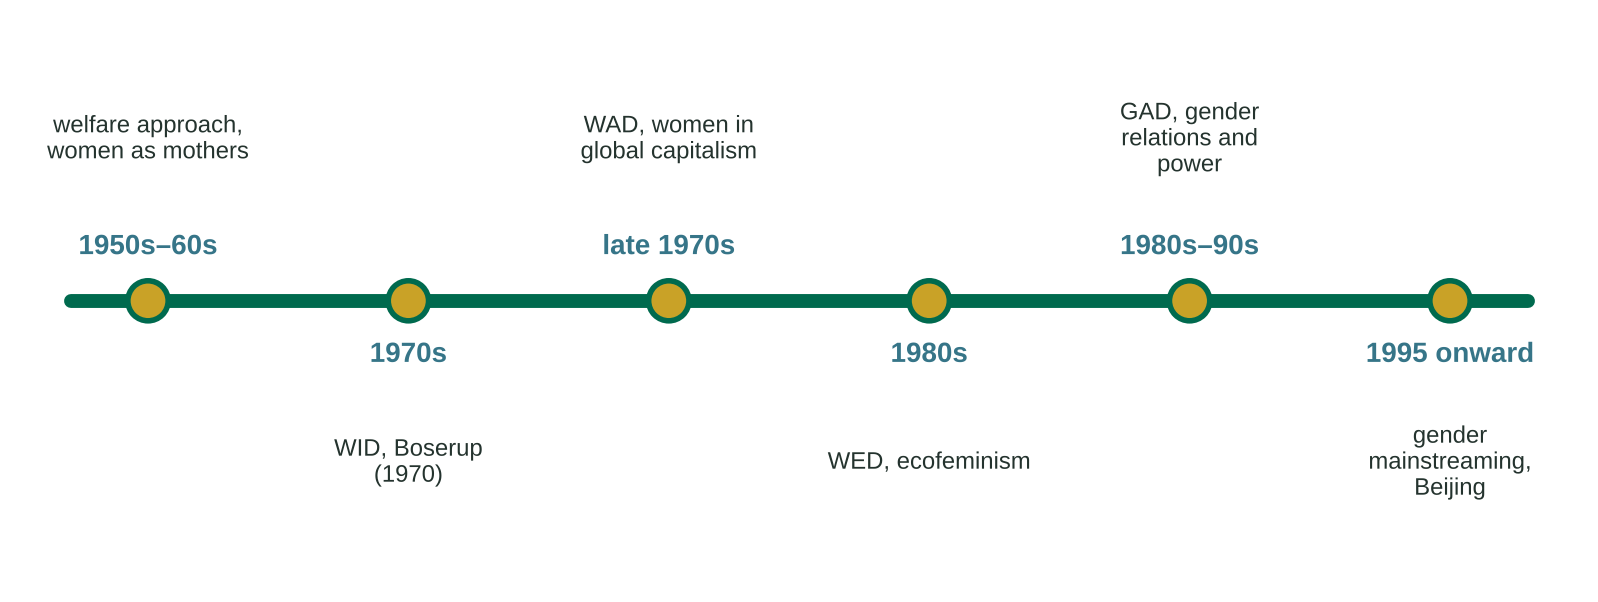 welfare approach,
women as mothers
1950s–60s
1970s
WID, Boserup
(1970)
WAD, women in
global capitalism
late 1970s
1980s
WED, ecofeminism
GAD, gender
relations and
power
1980s–90s
1995 onward
gender
mainstreaming,
Beijing